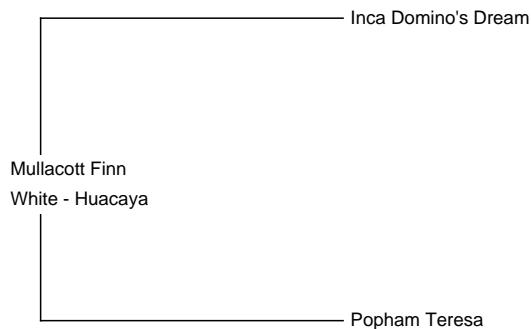 Inca Domino's Dream
Mullacott Finn
White - Huacaya
Popham Teresa